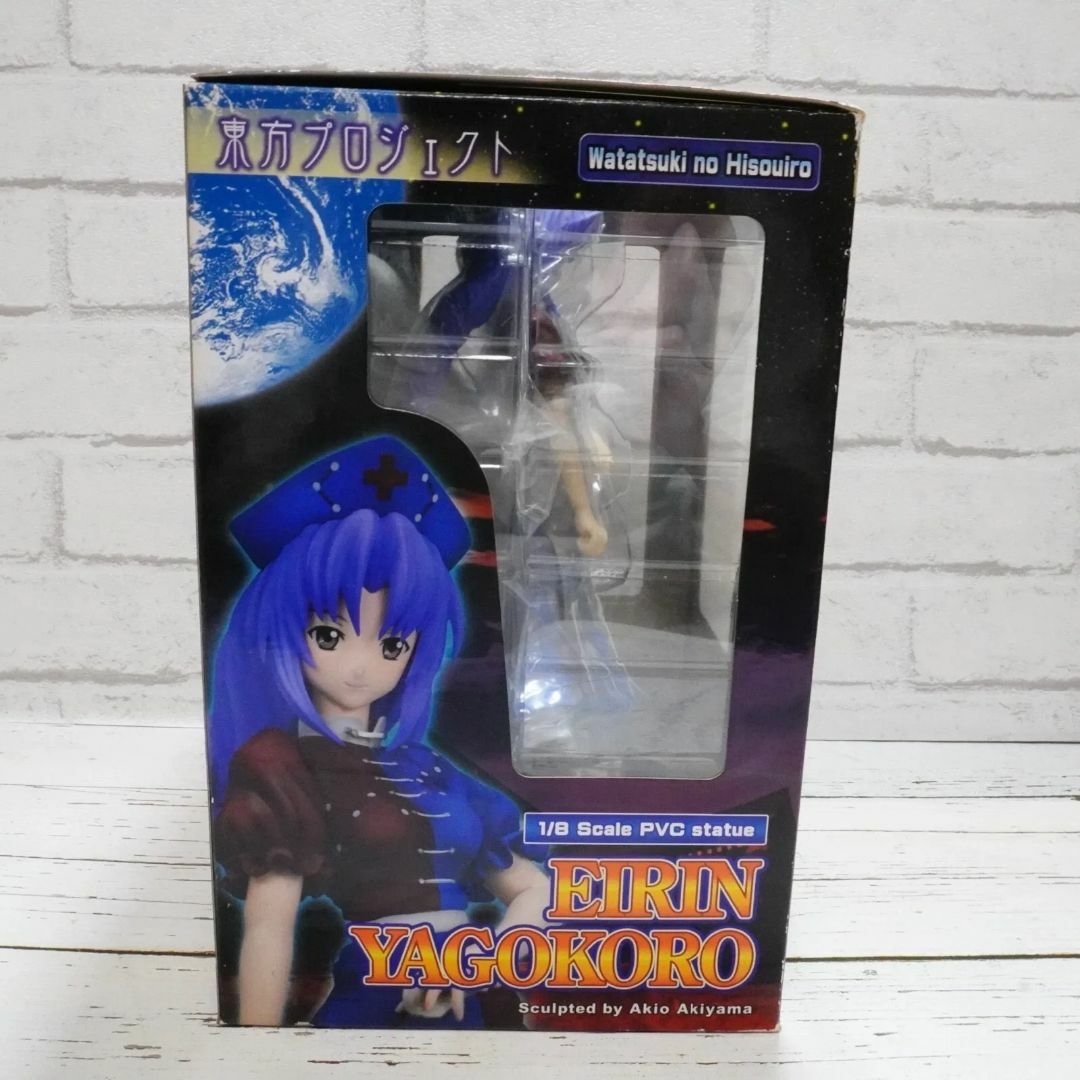 東方プロジェクト
Watatsuki no Hisouiro
1/8 Scale PVC statue
EIRIN
YAGOKORO
Sculpted by Akio Akiyama